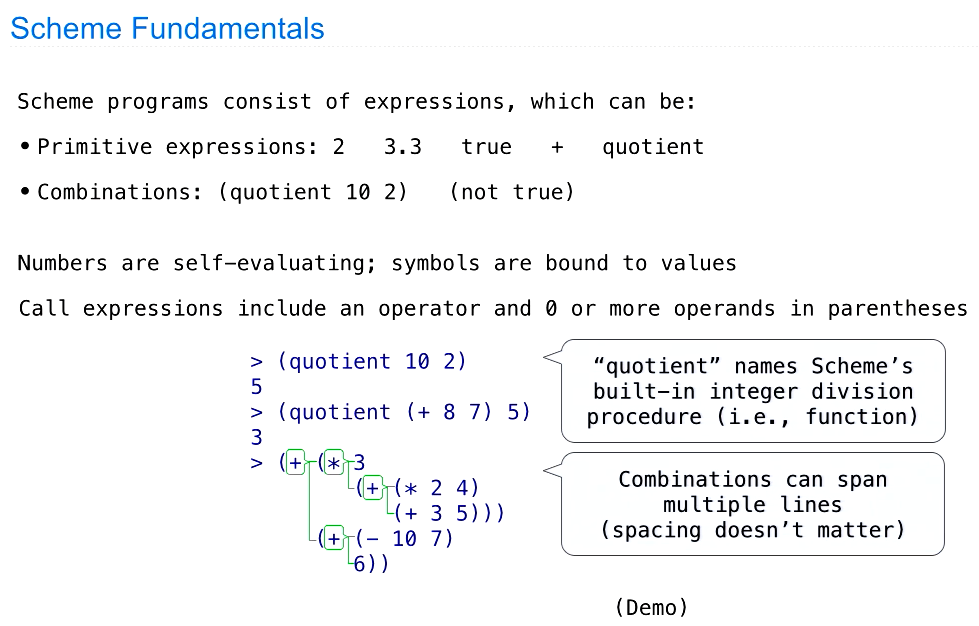 Scheme Fundamentals
Scheme programs consist of expressions, which can be:
• Primitive expressions: 2 3.3 true + quotient
• Combinations: (quotient 10 2) (not true)
Numbers are self-evaluating; symbols are bound to values
Call expressions include an operator and 0 or more operands in parentheses
> (quotient 10 2)
5
> (quotient (+ 8 7) 5)
3
> (+ (* 3
(+ (* 2 4)
(+ 3 5)))
(+ (- 10 7)
6))
“quotient” names Scheme’s
built-in integer division
procedure (i.e., function)
Combinations can span
multiple lines
(spacing doesn’t matter)
(Demo)